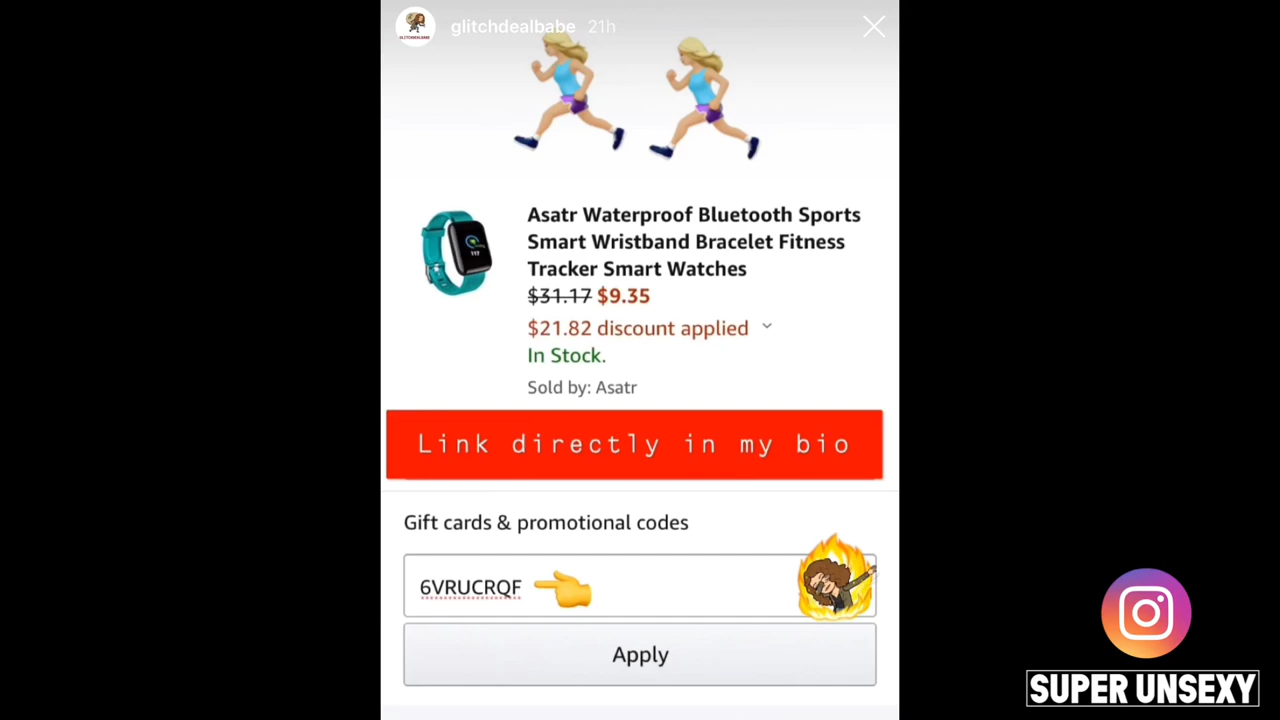 glitchdealbabe 21h
GLITCHDEALBABE
Asatr Waterproof Bluetooth Sports
Smart Wristband Bracelet Fitness
Tracker Smart Watches
$31.17 $9.35
$21.82 discount applied
In Stock.
Sold by: Asatr
Link directly in my bio
Gift cards & promotional codes
6VRUCRQF
Apply
SUPER UNSEXY